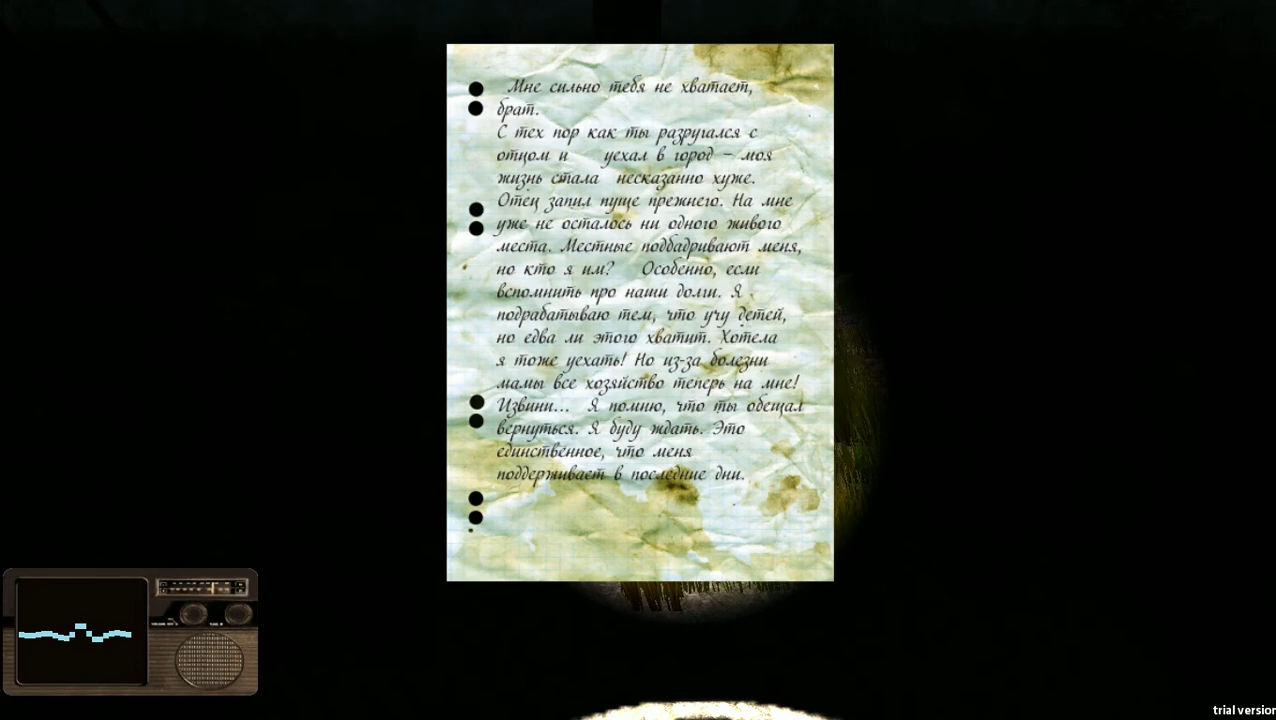 Мне сильно тебя не хватает,
брат.
С тех пор как ты разругался с
отцом и уехал в город – моя
жизнь стала несказанно хуже.
Отец запил пуще прежнего. На мне
уже не осталось ни одного живого
места. Местные подбадривают меня,
но кто я им? Особенно, если
вспомнить про наши долги. Я
подрабатываю тем, что учу детей,
но едва ли этого хватит. Хотела
я тоже уехать! Но из-за болезни
мамы все хозяйство теперь на мне!
Извини... Я помню, что ты обещал
вернуться. Я буду ждать. Это
единственное, что меня
поддерживает в последние дни.
trial version